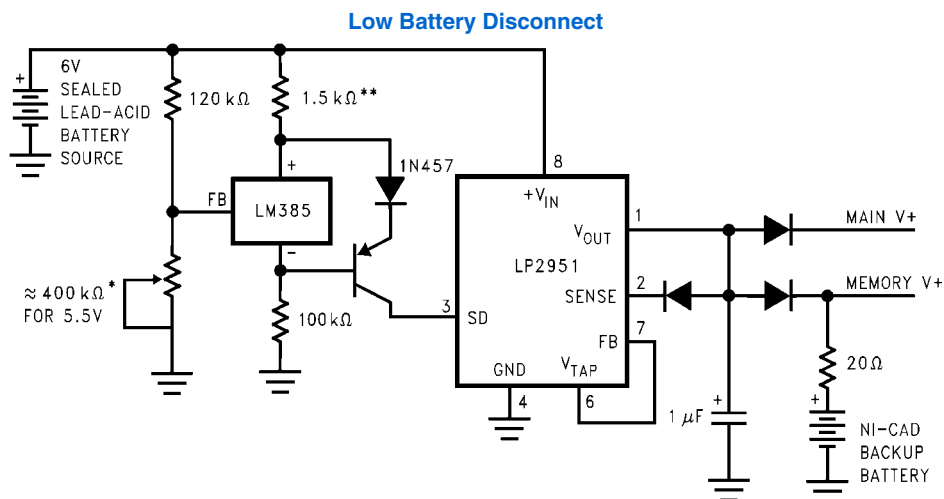 Low Battery Disconnect
+
6V
SEALED
LEAD-ACID
BATTERY
SOURCE
120 kΩ
1.5 kΩ**
1N457
+
FB
LM385
-
≈ 400 kΩ*
FOR 5.5V
100kΩ
8
+VIN
1
VOUT
LP2951
2
SENSE
3
SD
7
FB
GND
VTAP
4
6
MAIN V+
MEMORY V+
20Ω
+
1 μF
+
NI-CAD
BACKUP
BATTERY